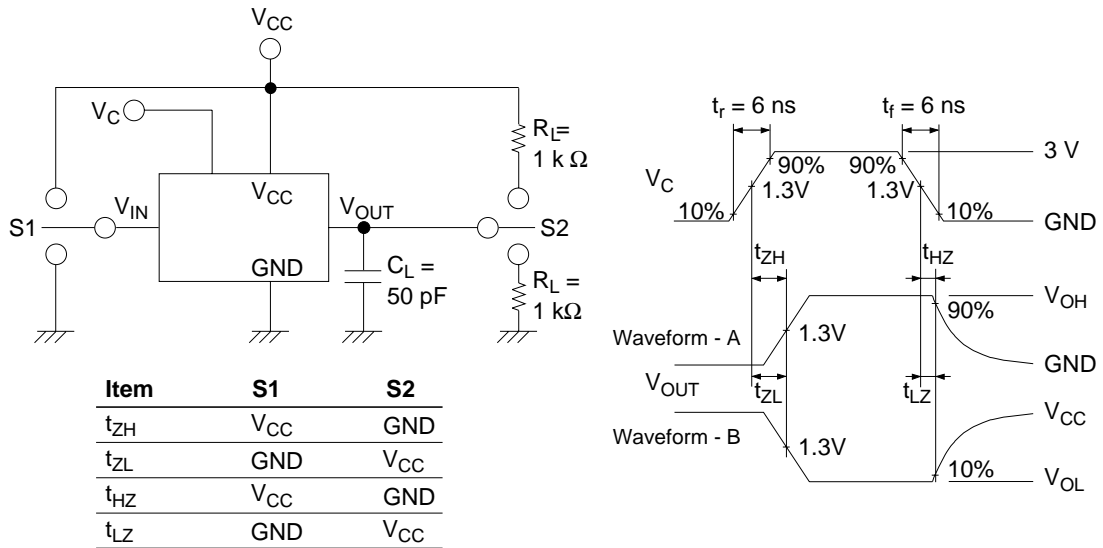 V_CC
V_C
R_L=
1 k Ω
V_CC
S1
V_IN
V_OUT
S2
GND
C_L =
50 pF
R_L =
1 kΩ
Item S1 S2
t_ZH V_CC GND
t_ZL GND V_CC
t_HZ V_CC GND
t_LZ GND V_CC
t_r = 6 ns
t_f = 6 ns
3 V
90%
90%
V_C
1.3V
1.3V
10%
10%
GND
t_ZH
t_HZ
V_OH
90%
Waveform - A
1.3V
GND
V_OUT
t_ZL
t_LZ
V_CC
Waveform - B
1.3V
10%
V_OL